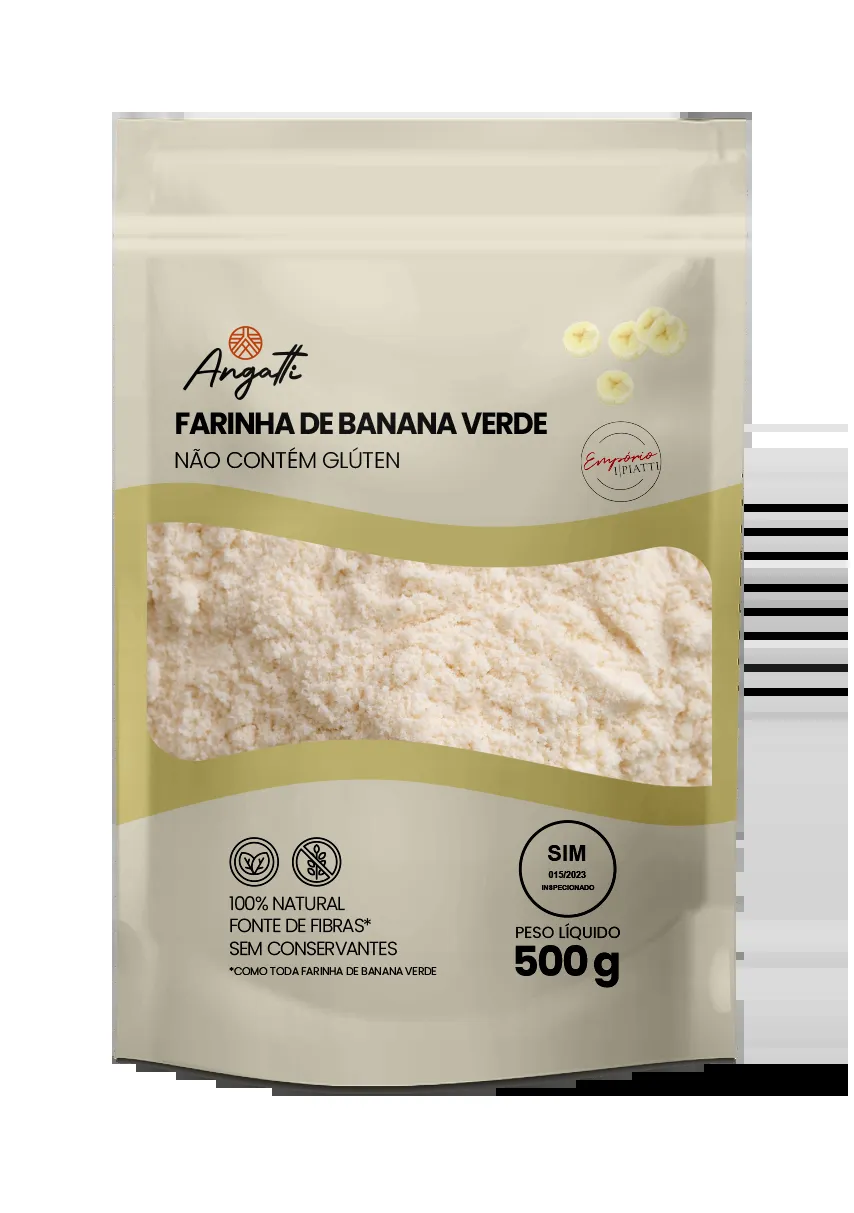 Angatti
FARINHA DE BANANA VERDE
NÃO CONTÉM GLÚTEN
Empório
I|PIATTI
SIM
015/2023
INSPECIONADO
100% NATURAL
FONTE DE FIBRAS*
SEM CONSERVANTES
*COMO TODA FARINHA DE BANANA VERDE
PESO LÍQUIDO
500 g